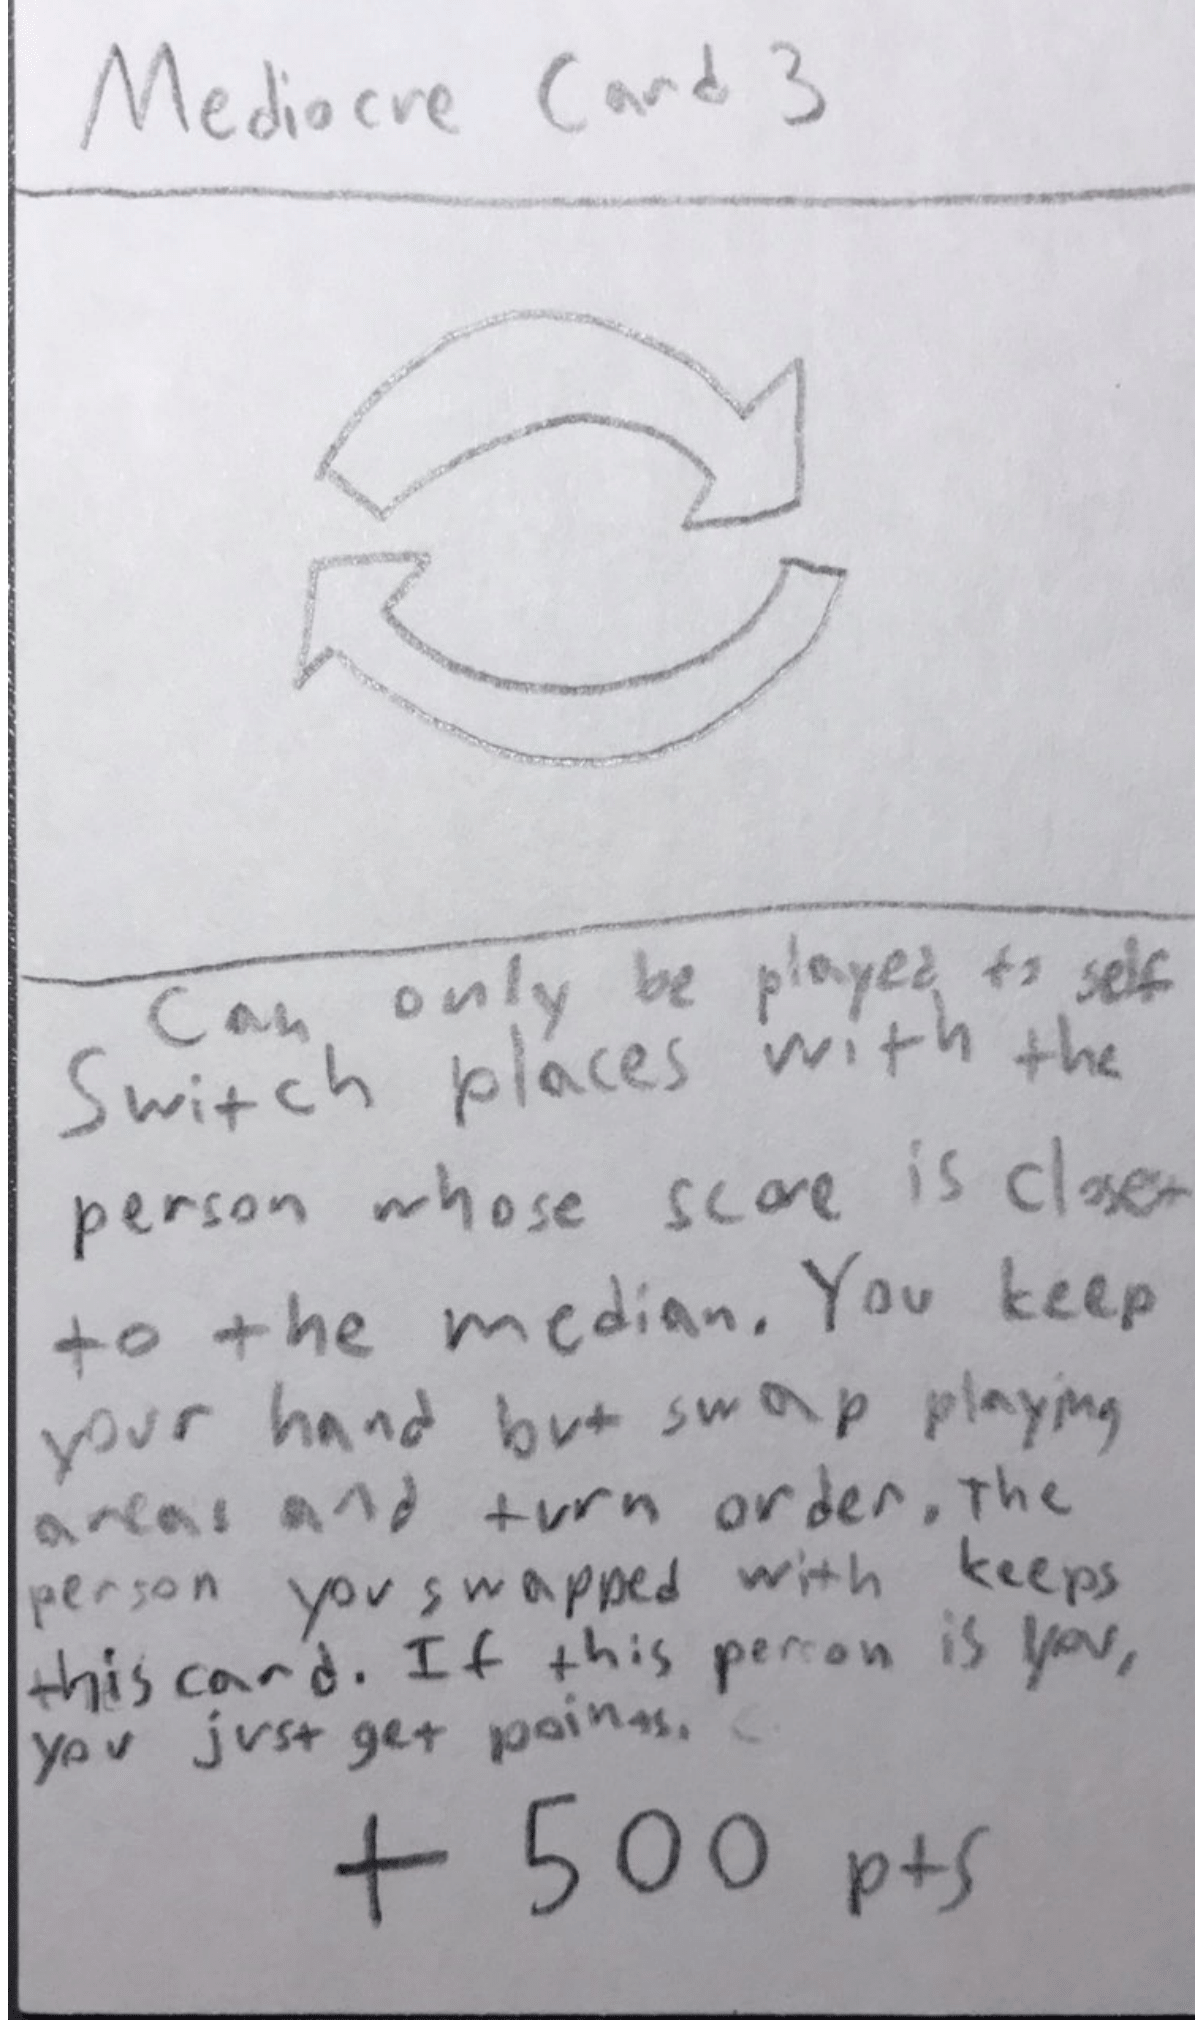 Mediocre Card 3
Can only be played to self
Switch places with the
person whose score is closest
to the median. You keep
your hand but swap playing
areas and turn order. The
person you swapped with keeps
this card. If this person is you,
you just get points.
+ 500 pts